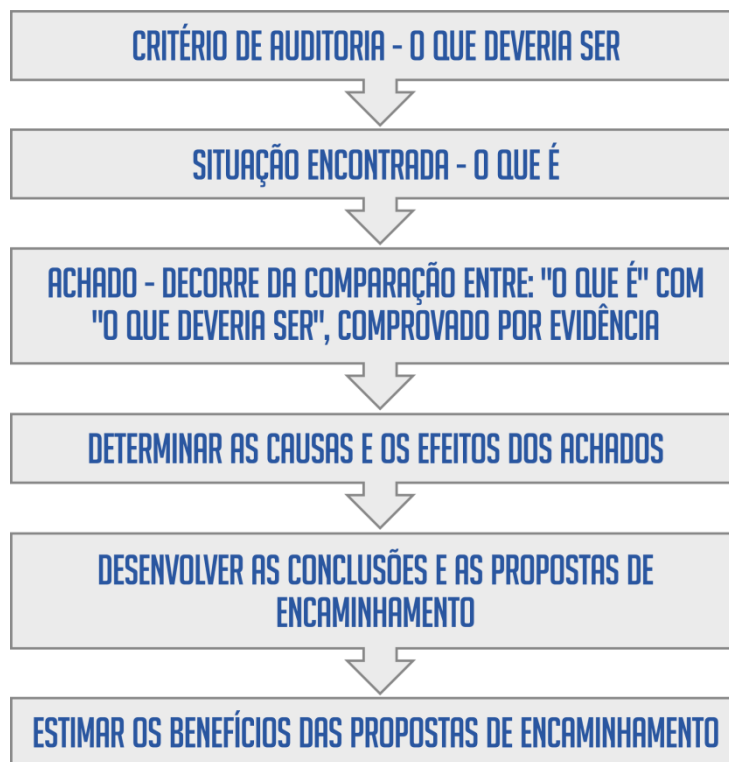 CRITÉRIO DE AUDITORIA - O QUE DEVERIA SER
SITUAÇÃO ENCONTRADA - O QUE É
ACHADO - DECORRE DA COMPARAÇÃO ENTRE: "O QUE É" COM
"O QUE DEVERIA SER", COMPROVADO POR EVIDÊNCIA
DETERMINAR AS CAUSAS E OS EFEITOS DOS ACHADOS
DESENVOLVER AS CONCLUSÕES E AS PROPOSTAS DE
ENCAMINHAMENTO
ESTIMAR OS BENEFÍCIOS DAS PROPOSTAS DE ENCAMINHAMENTO